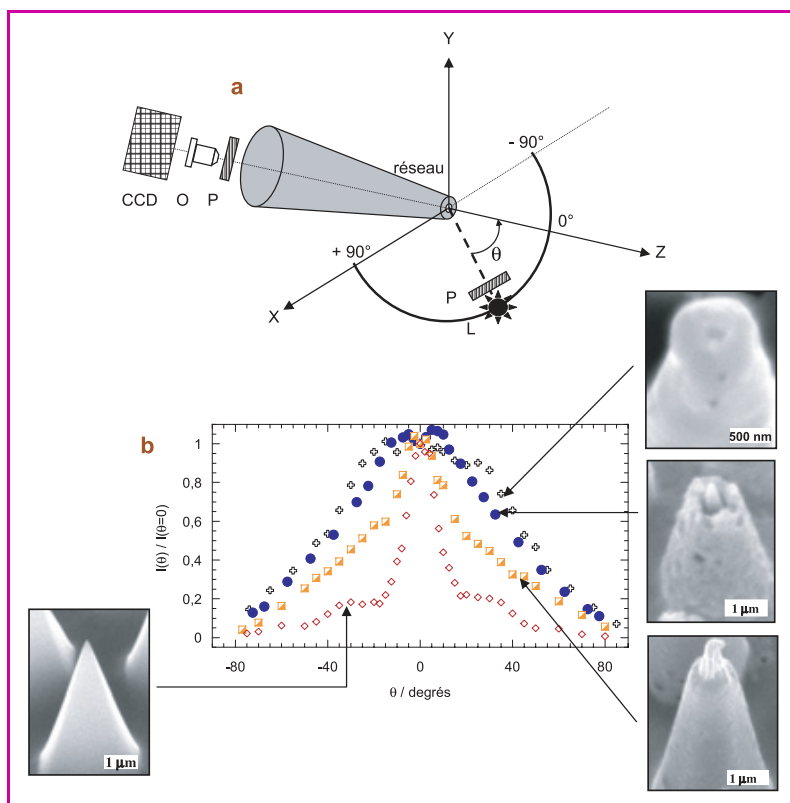 Y
a
- 90°
réseau
CCD O P
0°
+ 90°
θ
Z
P
X
L
500 nm
b
I(θ) / I(θ=0)
1
0,8
0,6
0,4
0,2
0
-80 -40 0 40 80
θ / degrés
1 µm
1 µm
1 µm